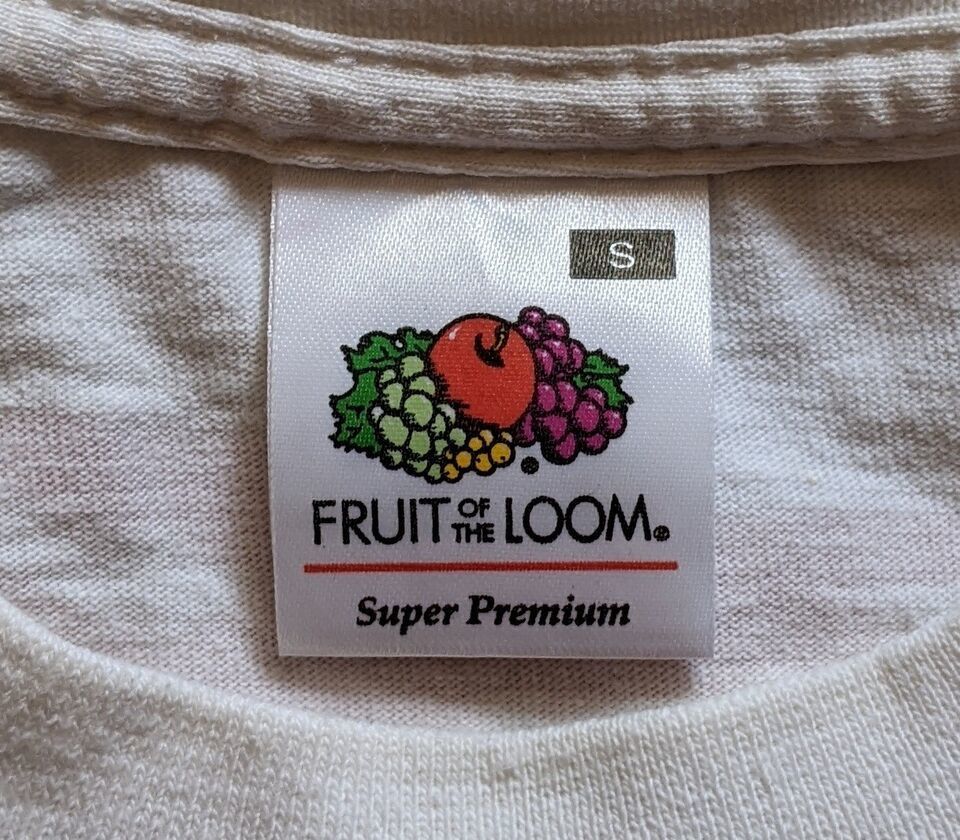 S
FRUIT OF THE LOOM®
Super Premium